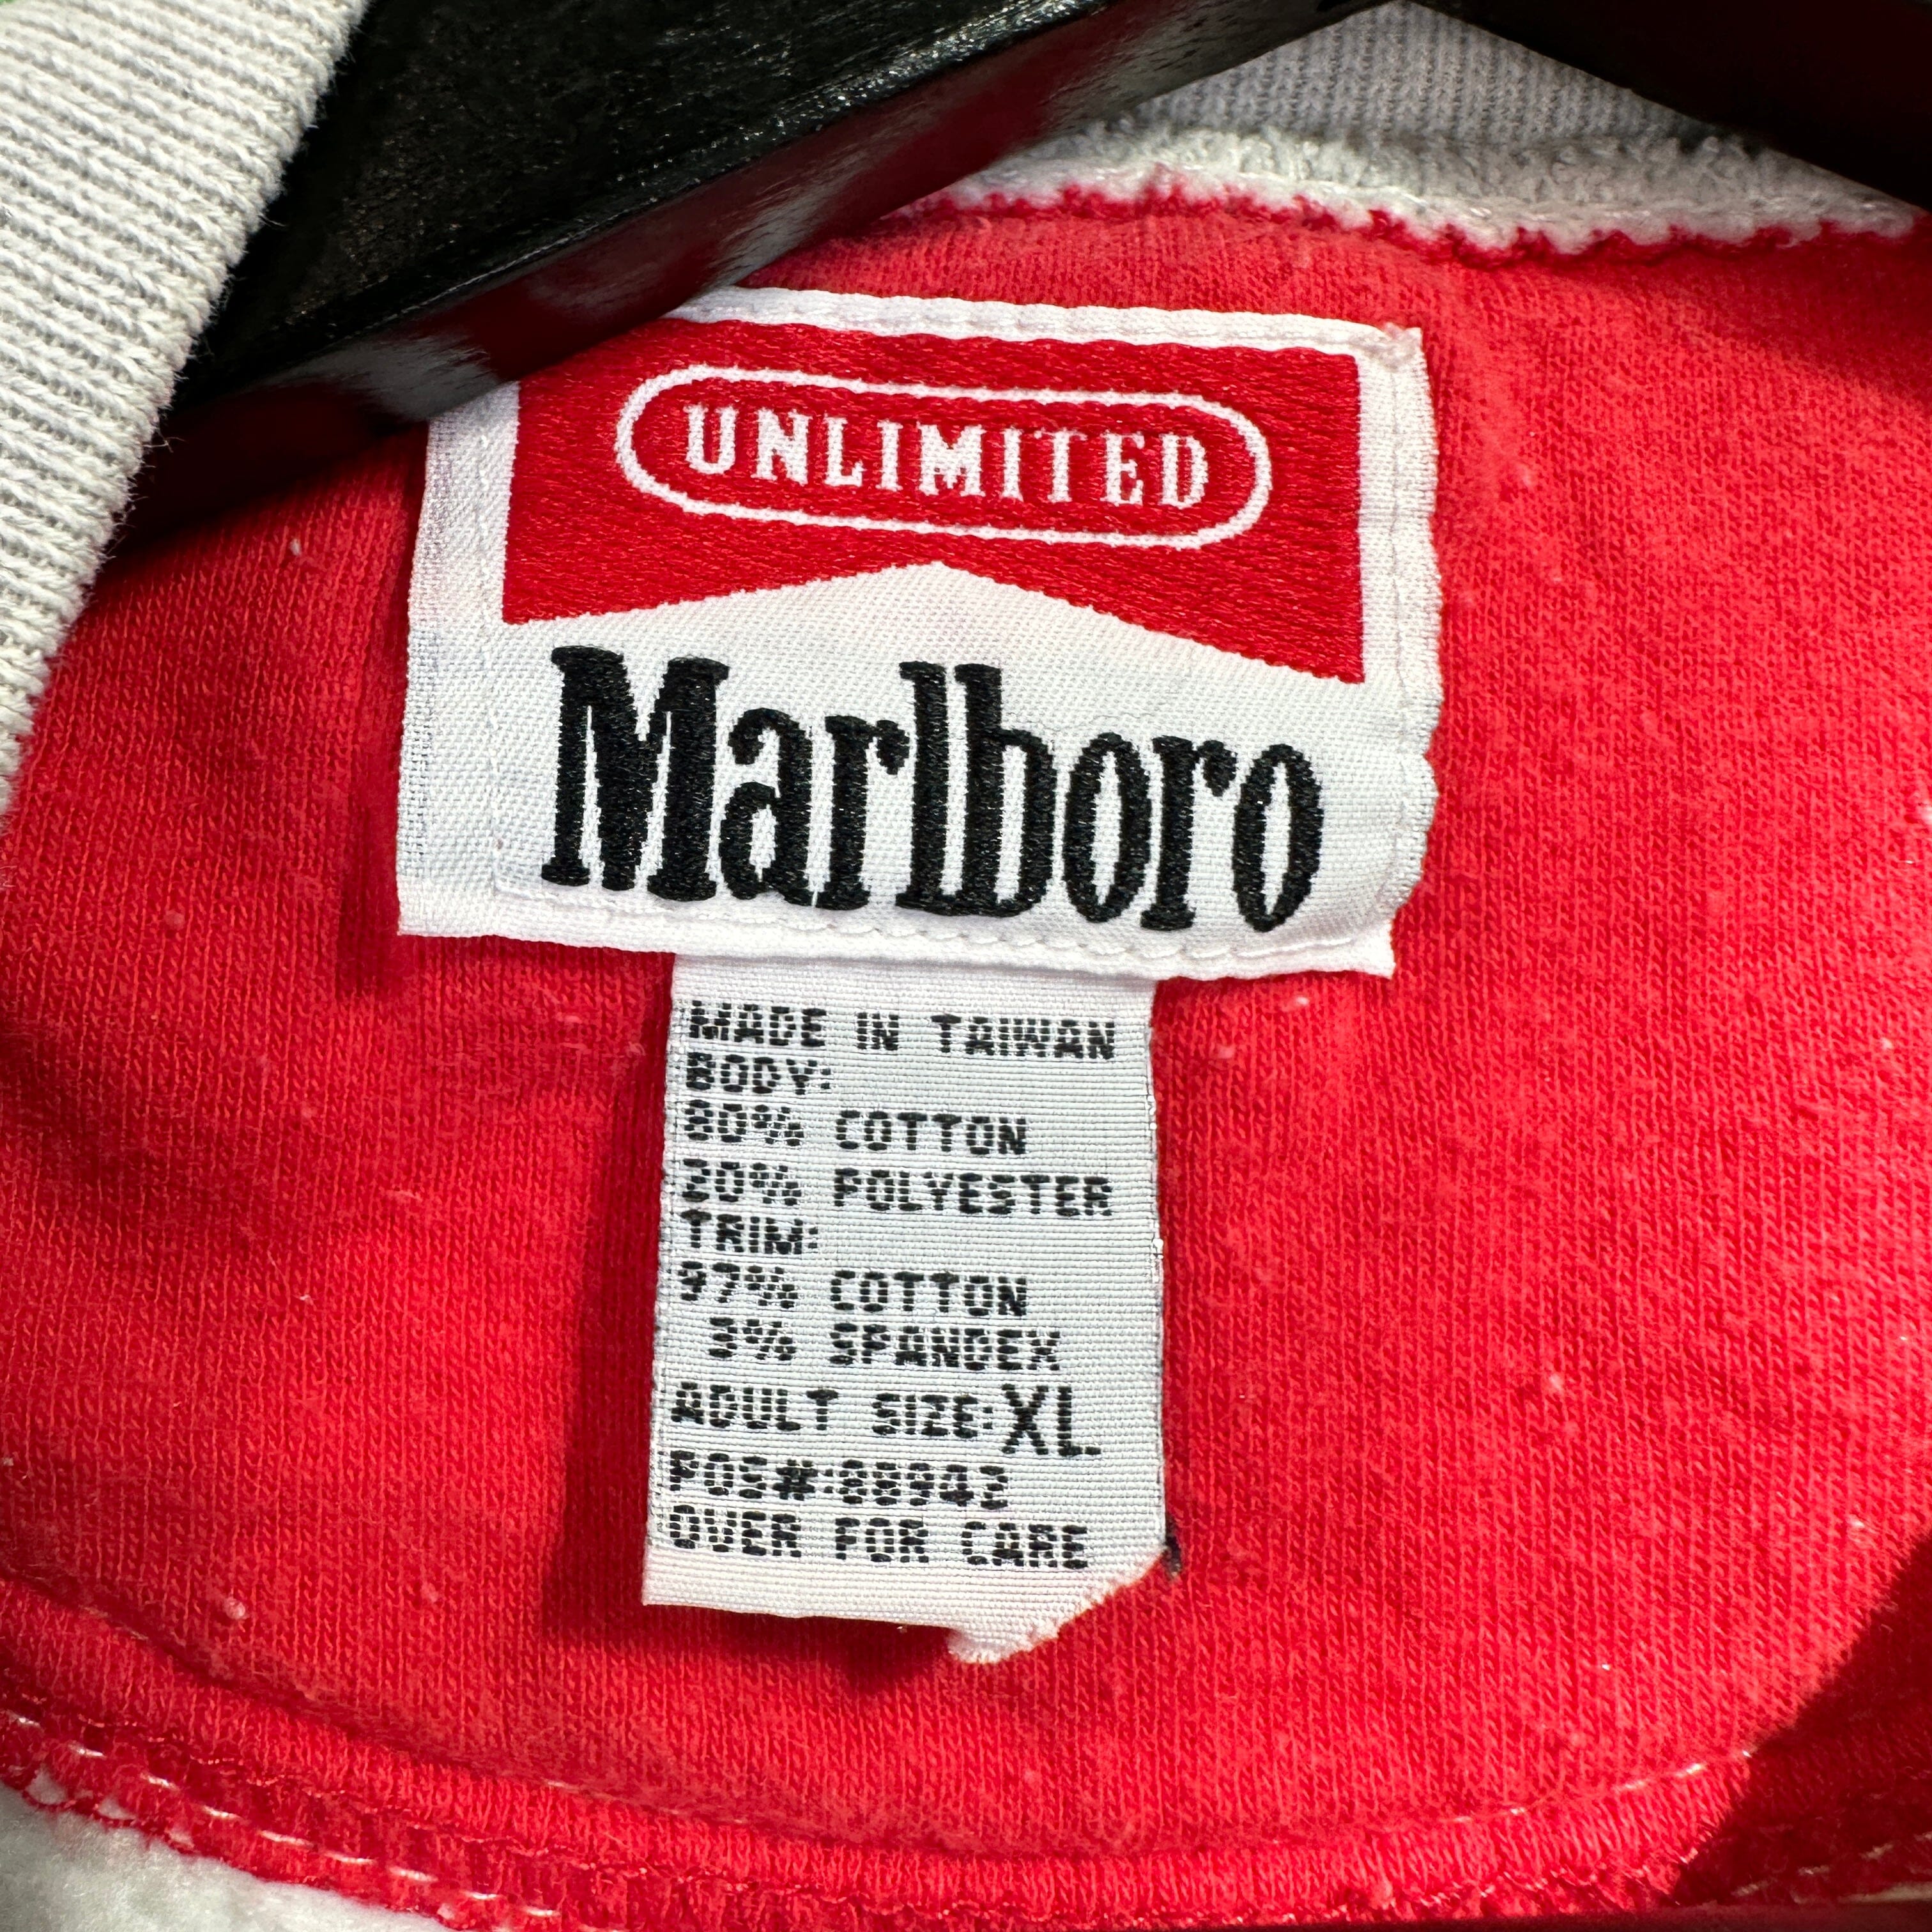 UNLIMITED
Marlboro
MADE IN TAIWAN
BODY:
80% COTTON
20% POLYESTER
TRIM:
97% COTTON
3% SPANDEX
ADULT SIZE:XL
POS#:88942
OVER FOR CARE